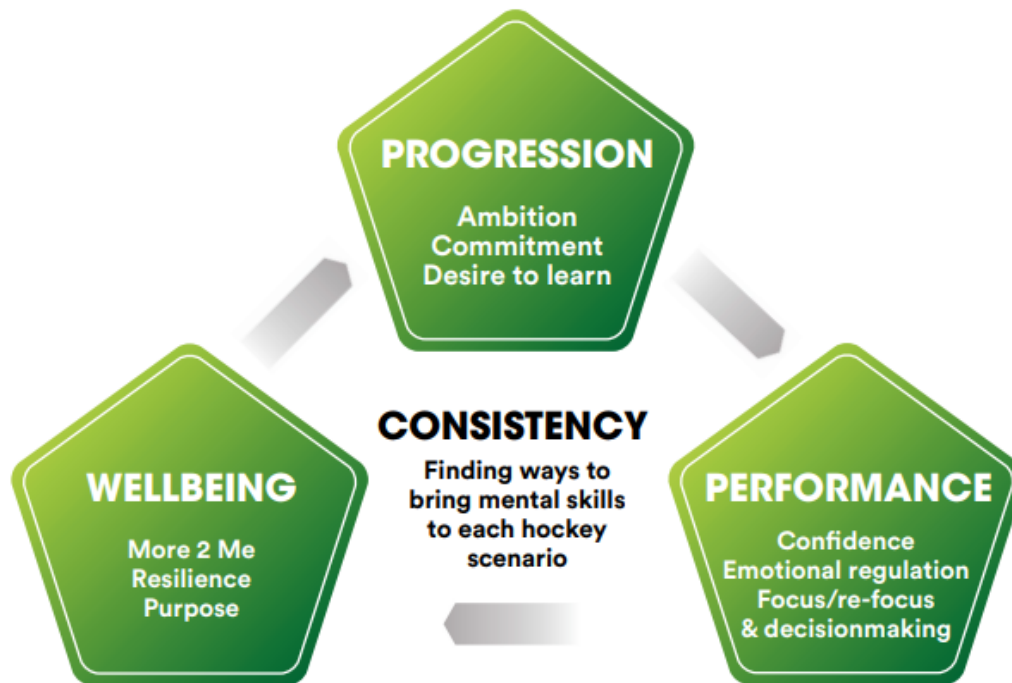 PROGRESSION
Ambition
Commitment
Desire to learn
CONSISTENCY
Finding ways to
bring mental skills
to each hockey
scenario
WELLBEING
More 2 Me
Resilience
Purpose
PERFORMANCE
Confidence
Emotional regulation
Focus/re-focus
& decisionmaking